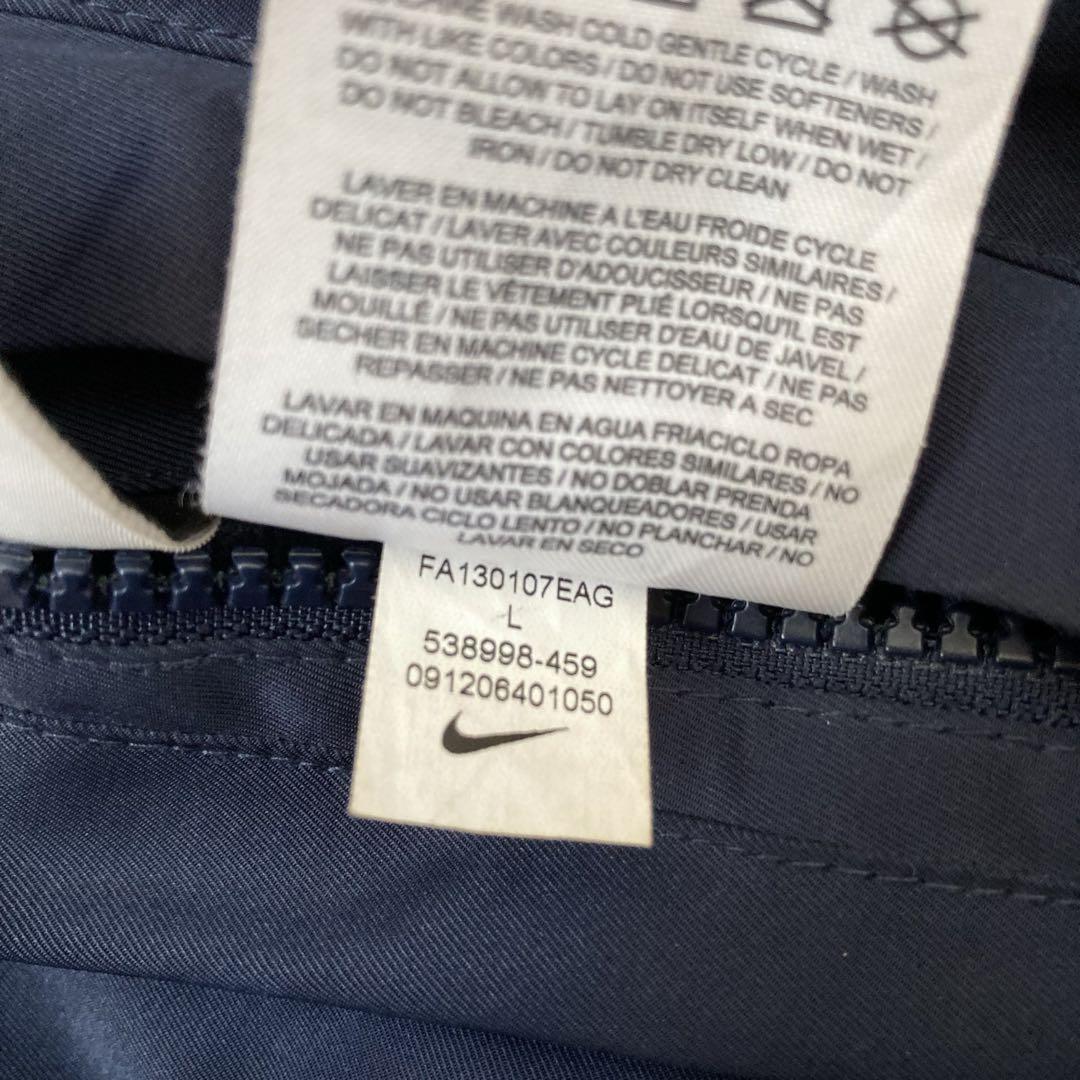 MACHINE WASH COLD GENTLE CYCLE / WASH
WITH LIKE COLORS / DO NOT USE SOFTENERS /
DO NOT ALLOW TO LAY ON ITSELF WHEN WET /
DO NOT BLEACH / TUMBLE DRY LOW / DO NOT
IRON / DO NOT DRY CLEAN
LAVER EN MACHINE A L'EAU FROIDE CYCLE
DELICAT / LAVER AVEC COULEURS SIMILAIRES /
NE PAS UTILISER D'ADOUCISSEUR / NE PAS
LAISSER LE VÊTEMENT PLIÉ LORSQU'IL EST
MOUILLÉ / NE PAS UTILISER D'EAU DE JAVEL /
SECHER EN MACHINE CYCLE DELICAT / NE PAS
REPASSER / NE PAS NETTOYER A SEC
LAVAR EN MAQUINA EN AGUA FRIACICLO ROPA
DELICADA / LAVAR CON COLORES SIMILARES / NO
USAR SUAVIZANTES / NO DOBLAR PRENDA
MOJADA / NO USAR BLANQUEADORES / USAR
SECADORA CICLO LENTO / NO PLANCHAR / NO
LAVAR EN SECO
FA130107EAG
L
538998-459
091206401050